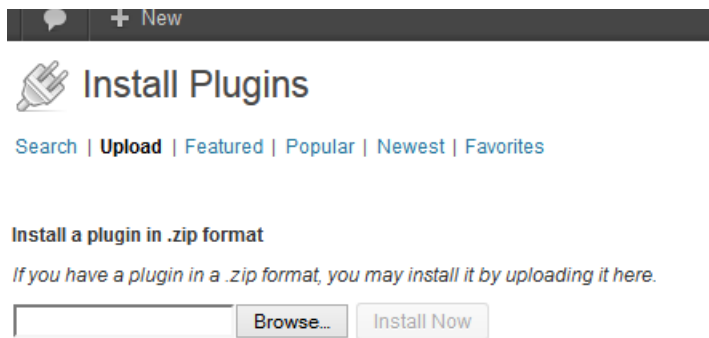 + New
Install Plugins
Search | Upload | Featured | Popular | Newest | Favorites
Install a plugin in .zip format
If you have a plugin in a .zip format, you may install it by uploading it here.
Browse... Install Now